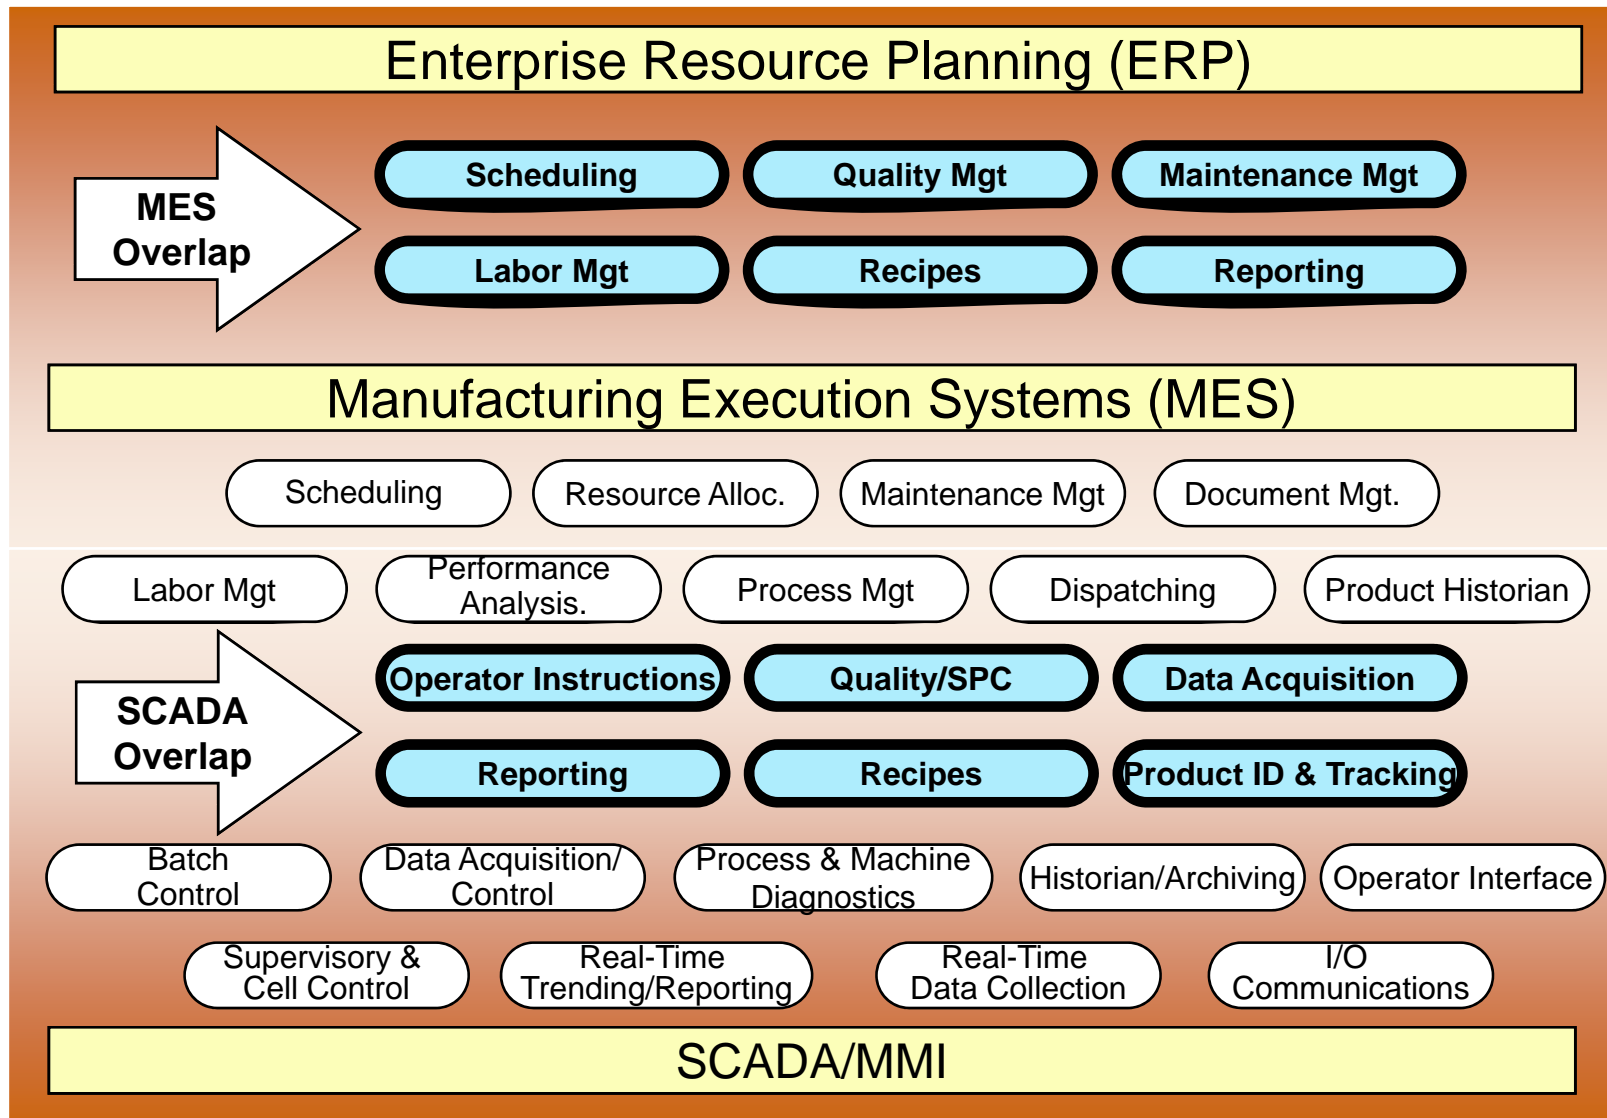 Enterprise Resource Planning (ERP)
MES
Overlap
Scheduling
Quality Mgt
Maintenance Mgt
Labor Mgt
Recipes
Reporting
Manufacturing Execution Systems (MES)
Scheduling
Resource Alloc.
Maintenance Mgt
Document Mgt.
Labor Mgt
Performance
Analysis.
Process Mgt
Dispatching
Product Historian
SCADA
Overlap
Operator Instructions
Quality/SPC
Data Acquisition
Reporting
Recipes
Product ID & Tracking
Batch
Control
Data Acquisition/
Control
Process & Machine
Diagnostics
Historian/Archiving
Operator Interface
Supervisory &
Cell Control
Real-Time
Trending/Reporting
Real-Time
Data Collection
I/O
Communications
SCADA/MMI